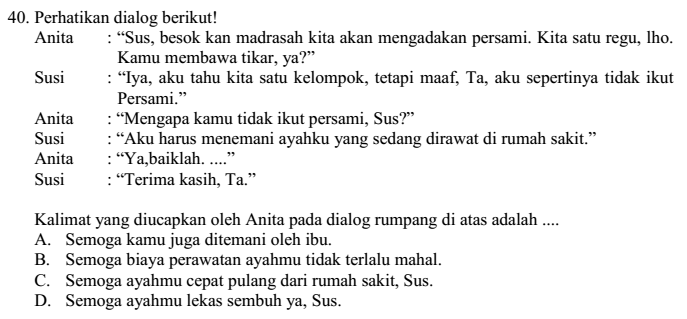 40. Perhatikan dialog berikut!
Anita : “Sus, besok kan madrasah kita akan mengadakan persami. Kita satu regu, lho.
Kamu membawa tikar, ya?”
Susi : “Iya, aku tahu kita satu kelompok, tetapi maaf, Ta, aku sepertinya tidak ikut
Persami.”
Anita : “Mengapa kamu tidak ikut persami, Sus?”
Susi : “Aku harus menemani ayahku yang sedang dirawat di rumah sakit.”
Anita : “Ya,baiklah. ....”
Susi : “Terima kasih, Ta.”
Kalimat yang diucapkan oleh Anita pada dialog rumpang di atas adalah ....
A. Semoga kamu juga ditemani oleh ibu.
B. Semoga biaya perawatan ayahmu tidak terlalu mahal.
C. Semoga ayahmu cepat pulang dari rumah sakit, Sus.
D. Semoga ayahmu lekas sembuh ya, Sus.